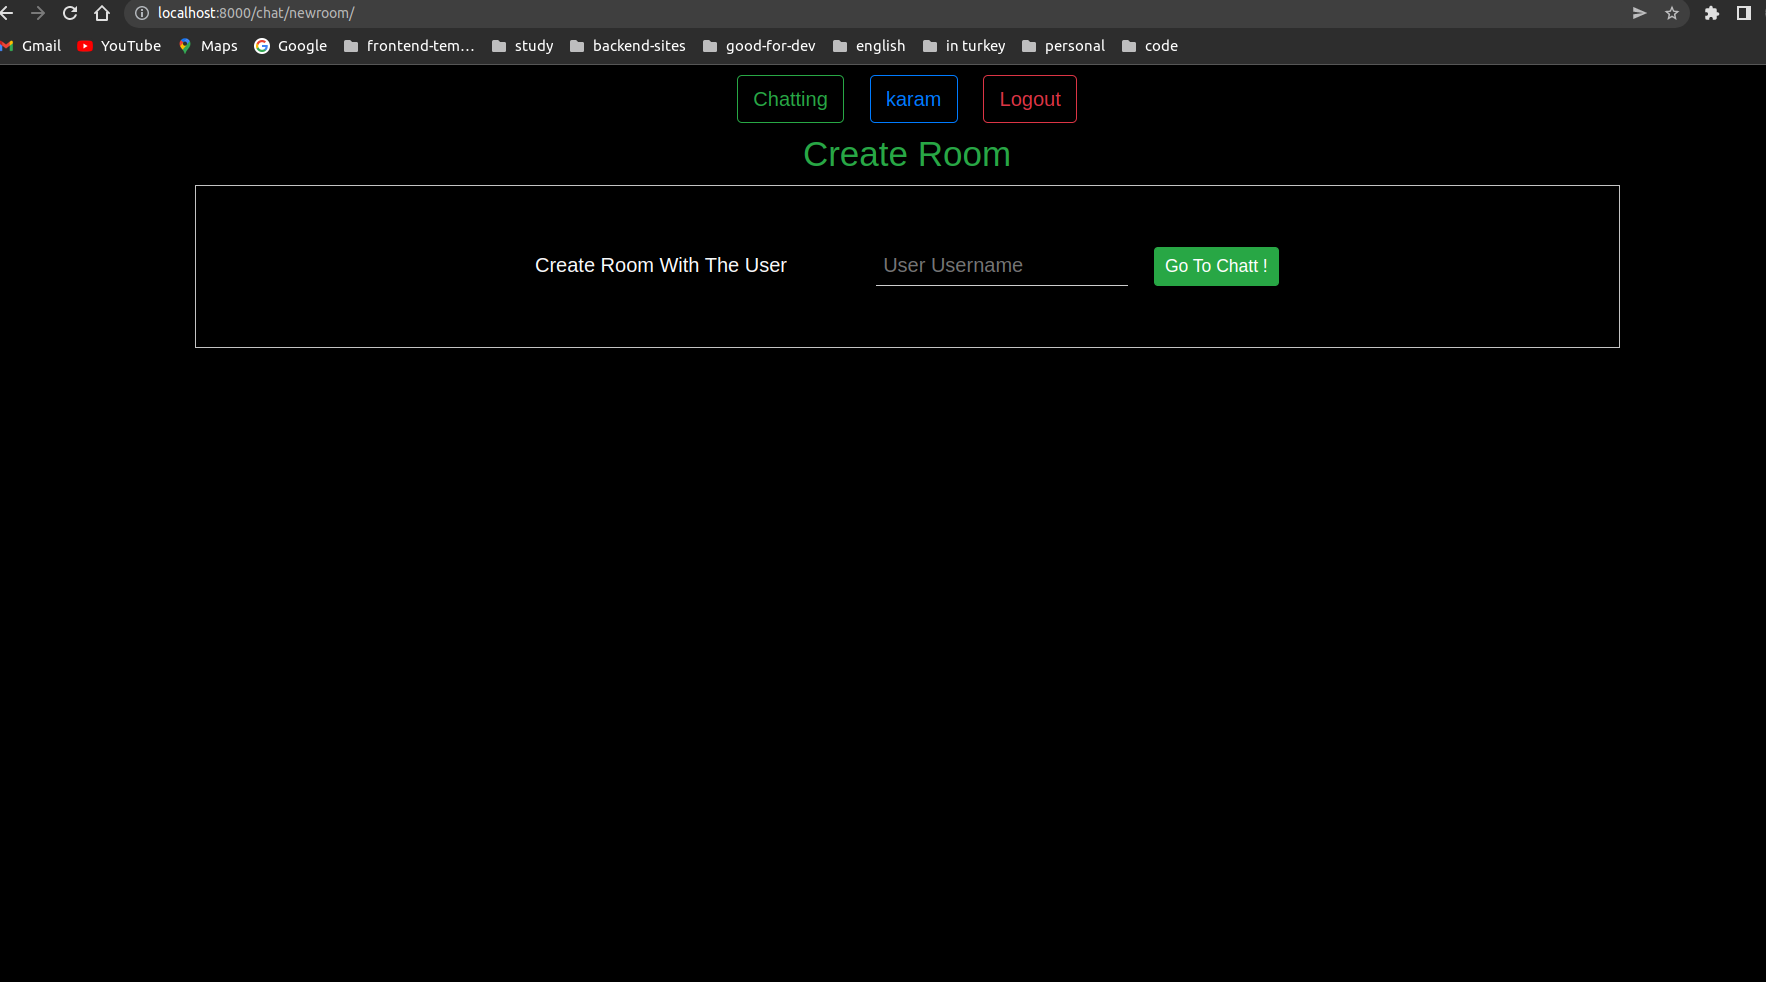 localhost:8000/chat/newroom/
Gmail YouTube Maps Google frontend-tem... study backend-sites good-for-dev english in turkey personal code
Chatting karam Logout
Create Room
Create Room With The User User Username Go To Chatt !